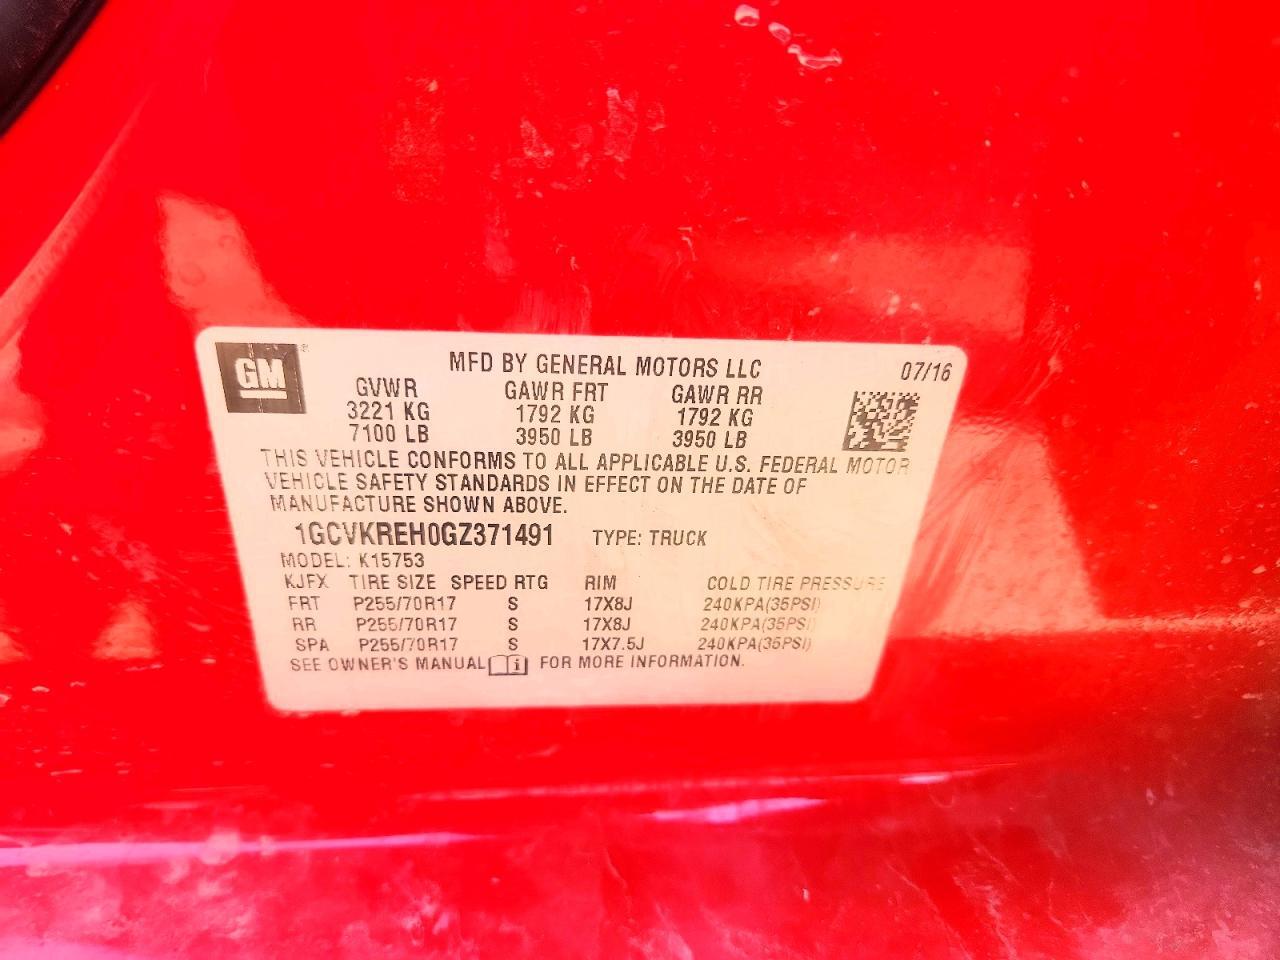 GM
MFD BY GENERAL MOTORS LLC 07/16
GVWR GAWR FRT GAWR RR
3221 KG 1792 KG 1792 KG
7100 LB 3950 LB 3950 LB
THIS VEHICLE CONFORMS TO ALL APPLICABLE U.S. FEDERAL MOTOR
VEHICLE SAFETY STANDARDS IN EFFECT ON THE DATE OF
MANUFACTURE SHOWN ABOVE.
1GCVKREH0GZ371491 TYPE: TRUCK
MODEL: K15753
KJFX TIRE SIZE SPEED RTG RIM COLD TIRE PRESSURE
FRT P255/70R17 S 17X8J 240KPA(35PSI)
RR P255/70R17 S 17X8J 240KPA(35PSI)
SPA P255/70R17 S 17X7.5J 240KPA(35PSI)
SEE OWNER'S MANUAL i FOR MORE INFORMATION.